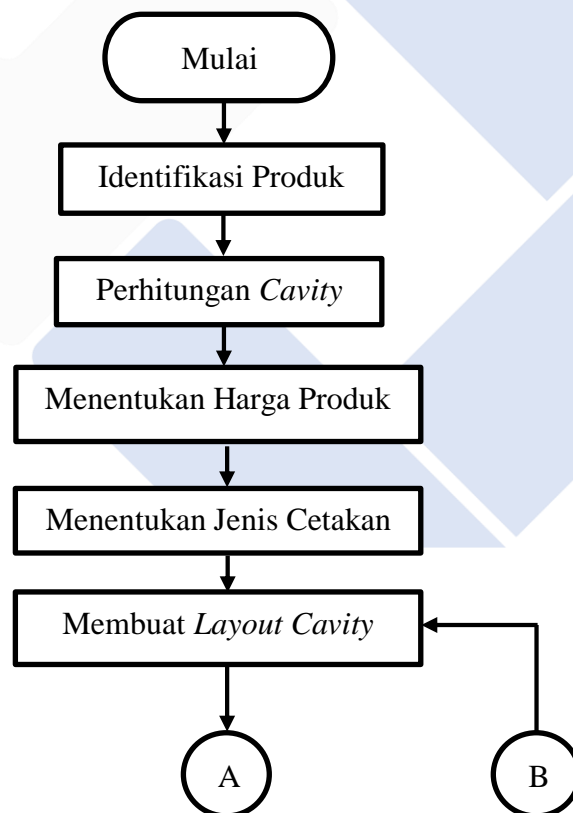 Mulai
Identifikasi Produk
Perhitungan Cavity
Menentukan Harga Produk
Menentukan Jenis Cetakan
Membuat Layout Cavity
A
B